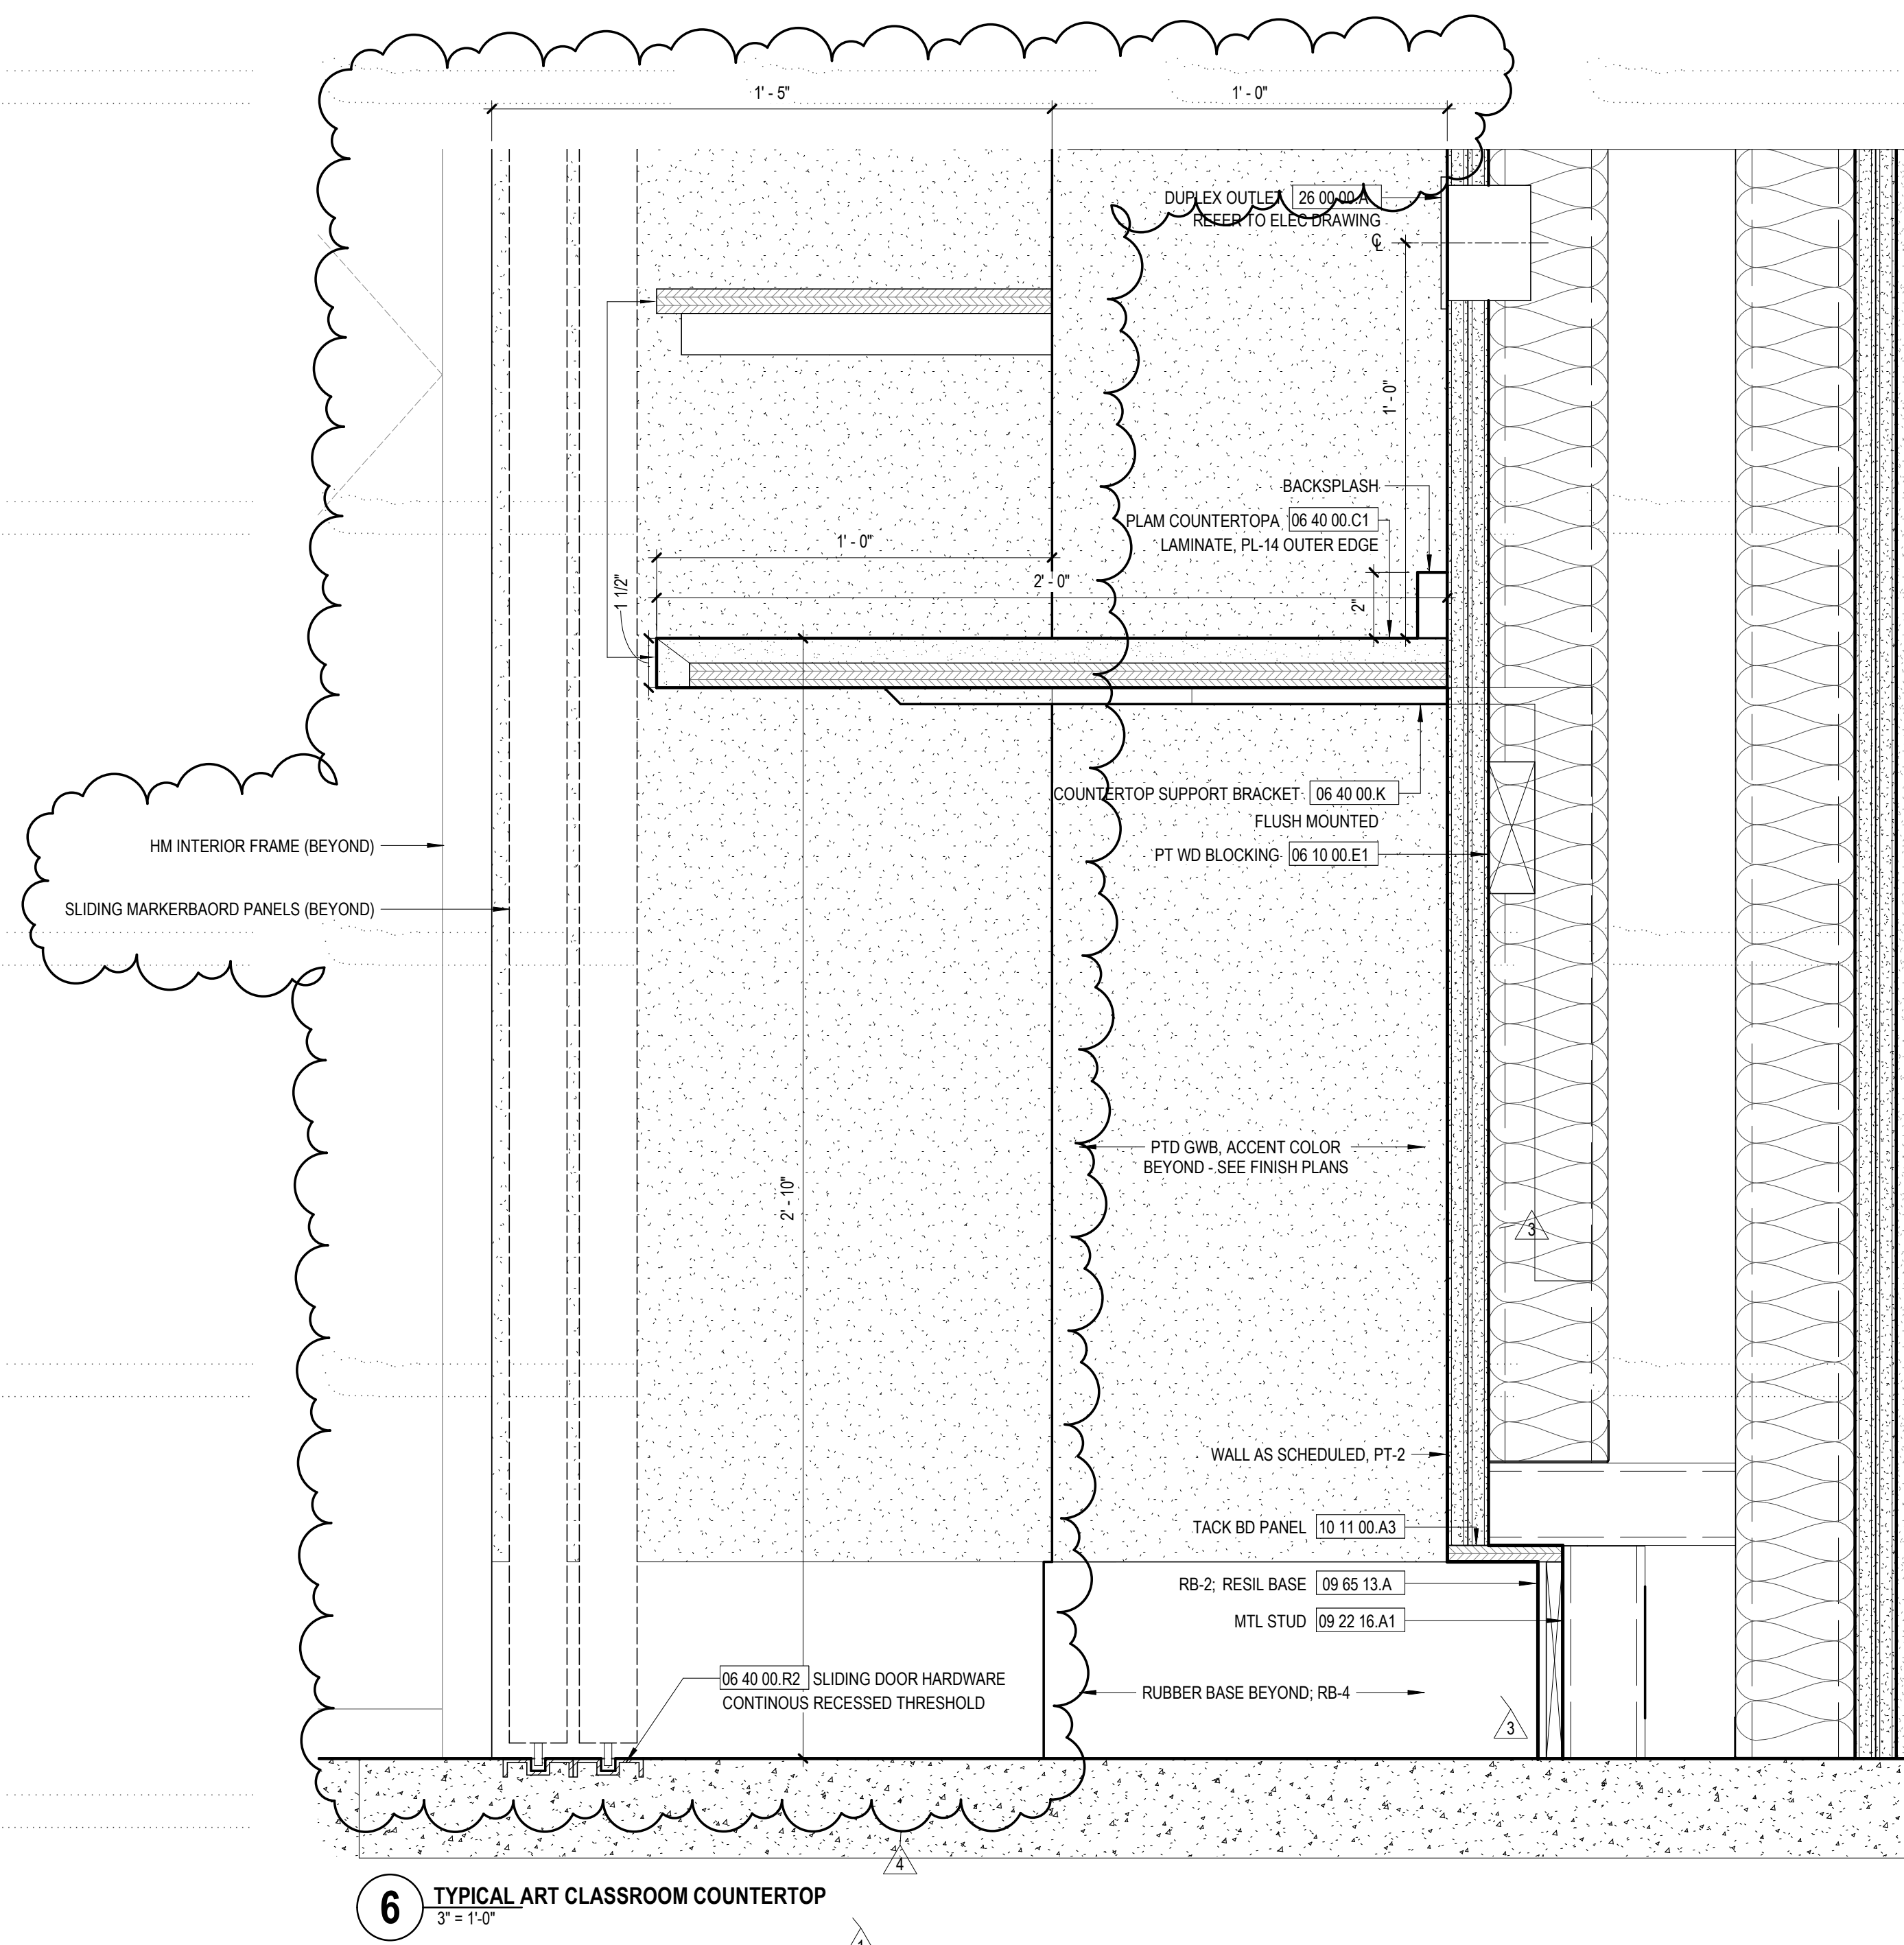 1' - 5"
1' - 0"
DUPLEX OUTLET 26 00 00.A
REFER TO ELEC DRAWING
℄
1' - 0"
BACKSPLASH
PLAM COUNTERTOPA 06 40 00.C1
LAMINATE, PL-14 OUTER EDGE
1' - 0"
2' - 0"
1 1/2"
2"
COUNTERTOP SUPPORT BRACKET 06 40 00.K
FLUSH MOUNTED
HM INTERIOR FRAME (BEYOND)
PT WD BLOCKING 06 10 00.E1
SLIDING MARKERBAORD PANELS (BEYOND)
PTD GWB, ACCENT COLOR
BEYOND - SEE FINISH PLANS
2' - 10"
3
WALL AS SCHEDULED, PT-2
TACK BD PANEL 10 11 00.A3
RB-2; RESIL BASE 09 65 13.A
MTL STUD 09 22 16.A1
06 40 00.R2 SLIDING DOOR HARDWARE
CONTINOUS RECESSED THRESHOLD
RUBBER BASE BEYOND; RB-4
3
4
6 TYPICAL ART CLASSROOM COUNTERTOP
3" = 1'-0"